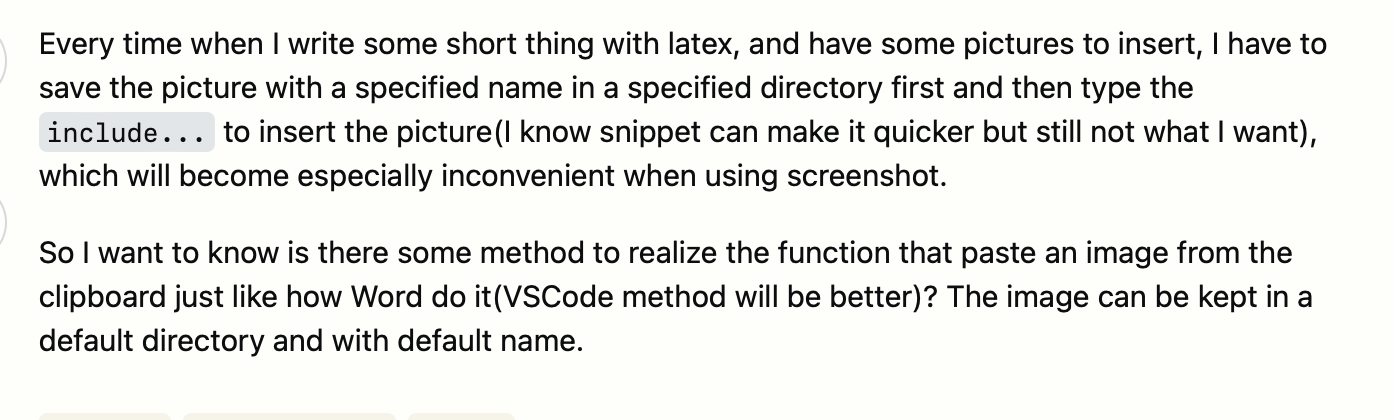 Every time when I write some short thing with latex, and have some pictures to insert, I have to
save the picture with a specified name in a specified directory first and then type the
include... to insert the picture(I know snippet can make it quicker but still not what I want),
which will become especially inconvenient when using screenshot.
So I want to know is there some method to realize the function that paste an image from the
clipboard just like how Word do it(VSCode method will be better)? The image can be kept in a
default directory and with default name.